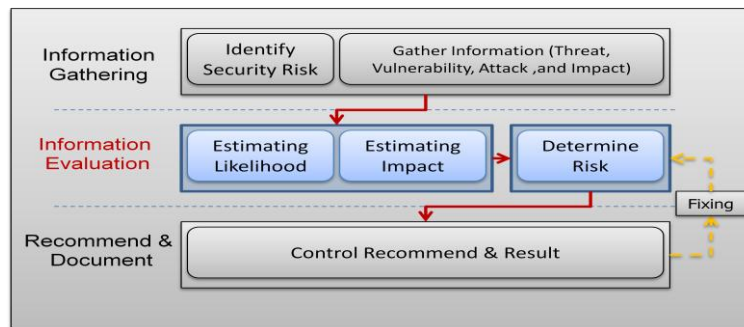 Information
Gathering
Identify
Security Risk
Gather Information (Threat,
Vulnerability, Attack ,and Impact)
Information
Evaluation
Estimating
Likelihood
Estimating
Impact
Determine
Risk
Fixing
Recommend &
Document
Control Recommend & Result